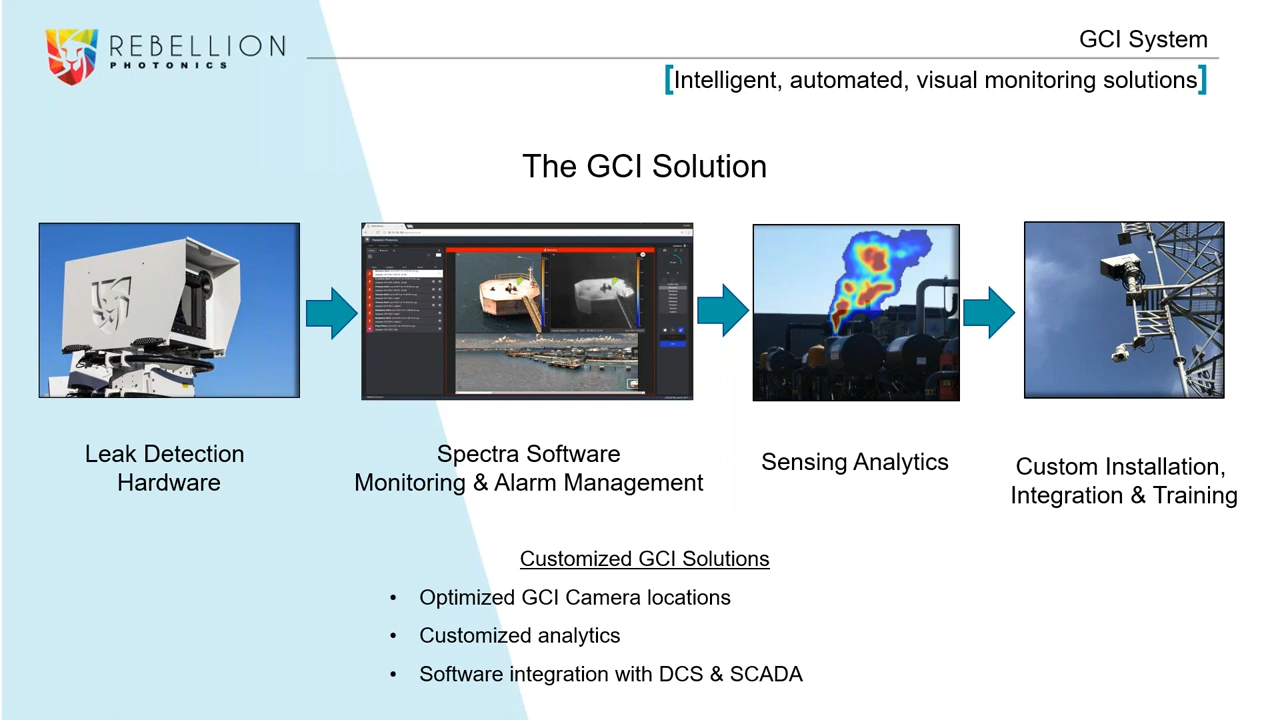 REBELLION
PHOTONICS
GCI System
[Intelligent, automated, visual monitoring solutions]
The GCI Solution
Leak Detection
Hardware
Spectra Software
Monitoring & Alarm Management
Sensing Analytics
Custom Installation,
Integration & Training
Customized GCI Solutions
• Optimized GCI Camera locations
• Customized analytics
• Software integration with DCS & SCADA